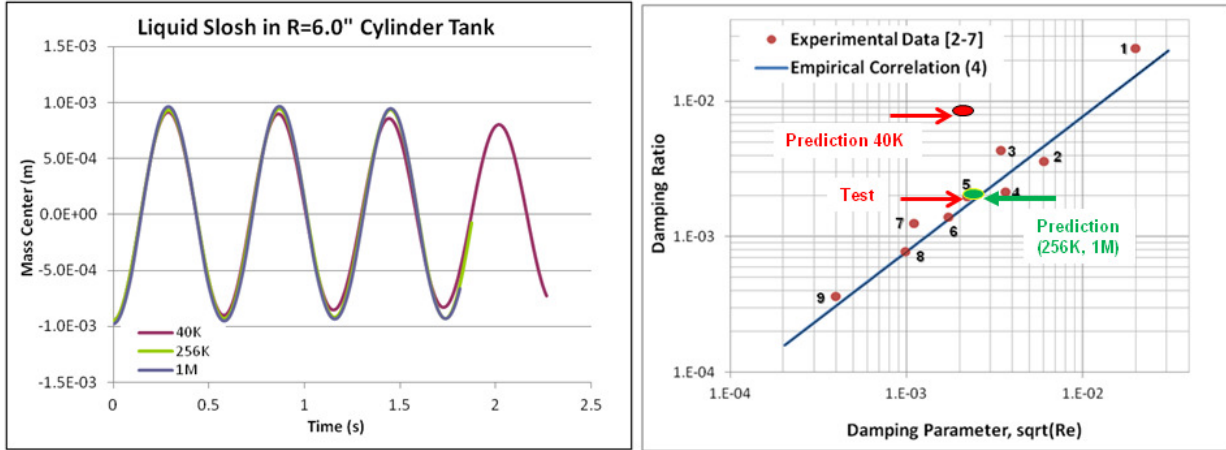 Liquid Slosh in R=6.0" Cylinder Tank
1.5E-03
1.0E-03
5.0E-04
0.0E+00
-5.0E-04
-1.0E-03
-1.5E-03
Mass Center (m)
40K
256K
1M
0
0.5
1
1.5
2
2.5
Time (s)
Experimental Data [2-7]
Empirical Correlation (4)
1
1.E-02
1.E-03
1.E-04
Damping Ratio
Prediction 40K
3
2
5
4
Test
7
6
Prediction
(256K, 1M)
8
9
1.E-04
1.E-03
1.E-02
Damping Parameter, sqrt(Re)